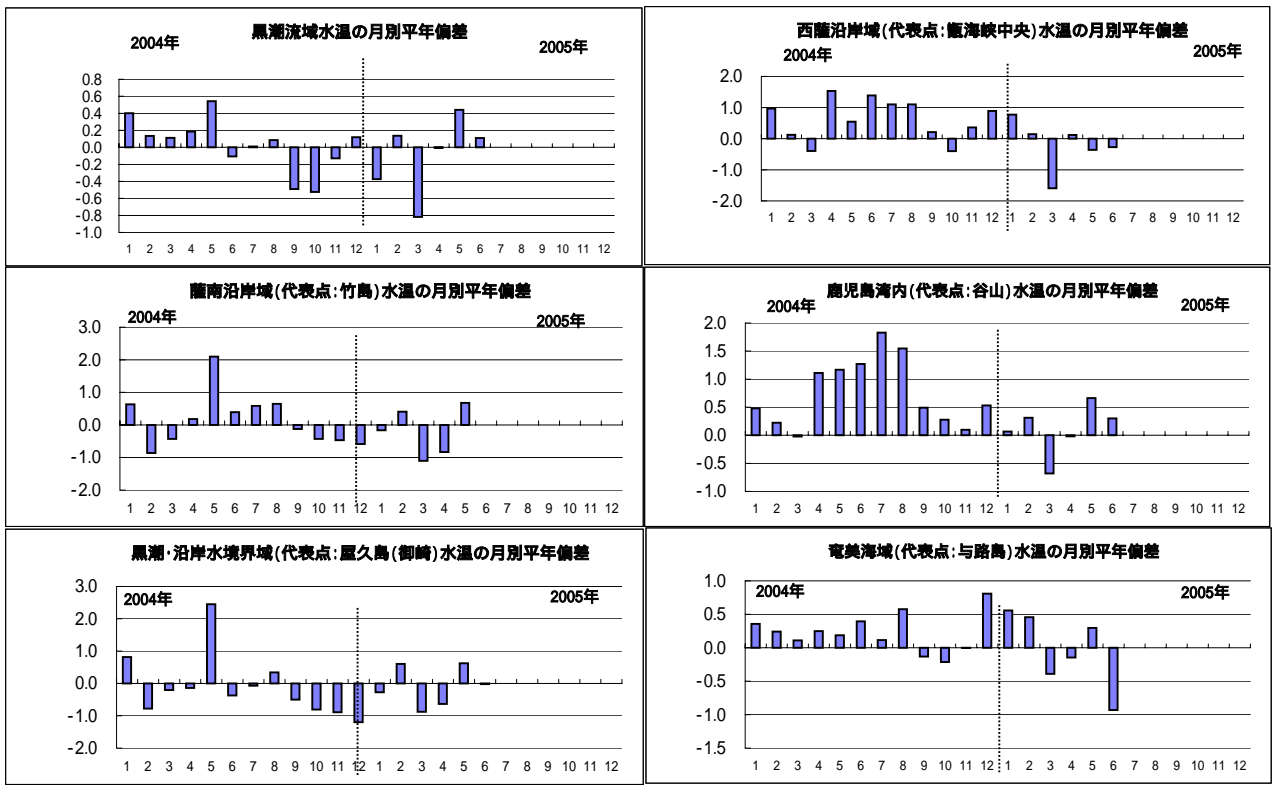 黒潮流域水温の月別平年偏差
2004年
2005年
0.8
0.6
0.4
0.2
0.0
-0.2
-0.4
-0.6
-0.8
-1.0
1 2 3 4 5 6 7 8 9 10 11 12 1 2 3 4 5 6 7 8 9 10 11 12
西薩沿岸域(代表点:甑海峡中央)水温の月別平年偏差
2004年
2005年
2.0
1.0
0.0
-1.0
-2.0
1 2 3 4 5 6 7 8 9 10 11 12 1 2 3 4 5 6 7 8 9 10 11 12
薩南沿岸域(代表点:竹島)水温の月別平年偏差
2004年
2005年
3.0
2.0
1.0
0.0
-1.0
-2.0
1 2 3 4 5 6 7 8 9 10 11 12 1 2 3 4 5 6 7 8 9 10 11 12
鹿児島湾内(代表点:谷山)水温の月別平年偏差
2004年
2005年
2.0
1.5
1.0
0.5
0.0
-0.5
-1.0
1 2 3 4 5 6 7 8 9 10 11 12 1 2 3 4 5 6 7 8 9 10 11 12
黒潮・沿岸水境界域(代表点:屋久島(御崎)水温の月別平年偏差
2004年
2005年
3.0
2.0
1.0
0.0
-1.0
-2.0
1 2 3 4 5 6 7 8 9 10 11 12 1 2 3 4 5 6 7 8 9 10 11 12
奄美海域(代表点:与路島)水温の月別平年偏差
2004年
2005年
1.0
0.5
0.0
-0.5
-1.0
-1.5
1 2 3 4 5 6 7 8 9 10 11 12 1 2 3 4 5 6 7 8 9 10 11 12